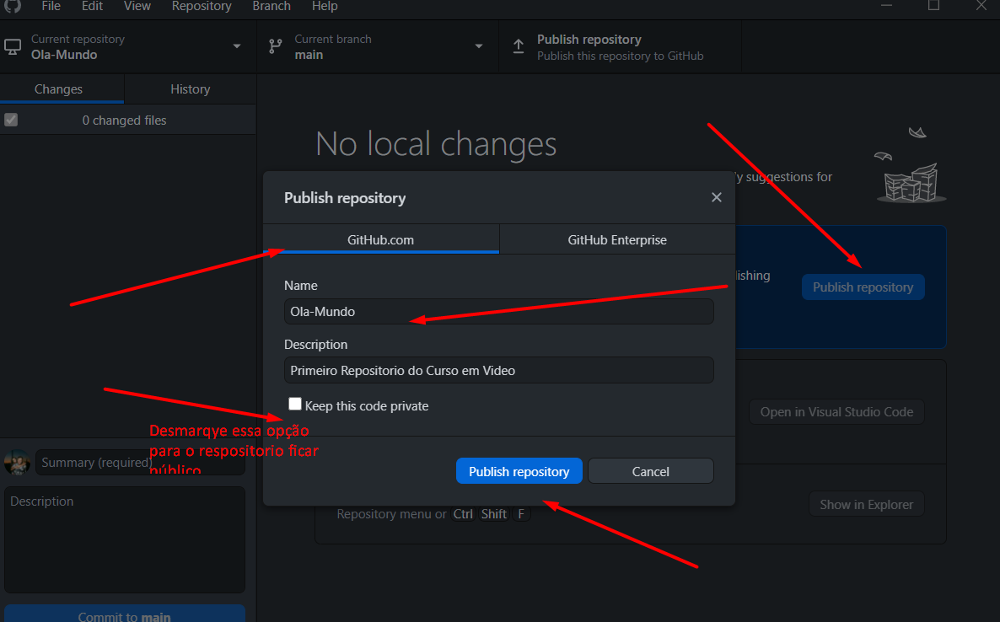 File Edit View Repository Branch Help
Current repository
Ola-Mundo
Current branch
main
Publish repository
Publish this repository to GitHub
Changes History
0 changed files
No local changes
suggestions for
Publish repository
GitHub.com GitHub Enterprise
Name
Ola-Mundo
Description
Primeiro Repositorio do Curso em Video
Keep this code private
Publish repository Cancel
Desmarqye essa opção
para o respositorio ficar
público
lishing
Publish repository
Open in Visual Studio Code
Repository menu or Ctrl Shift F
Show in Explorer
Summary (required)
Description
Commit to main